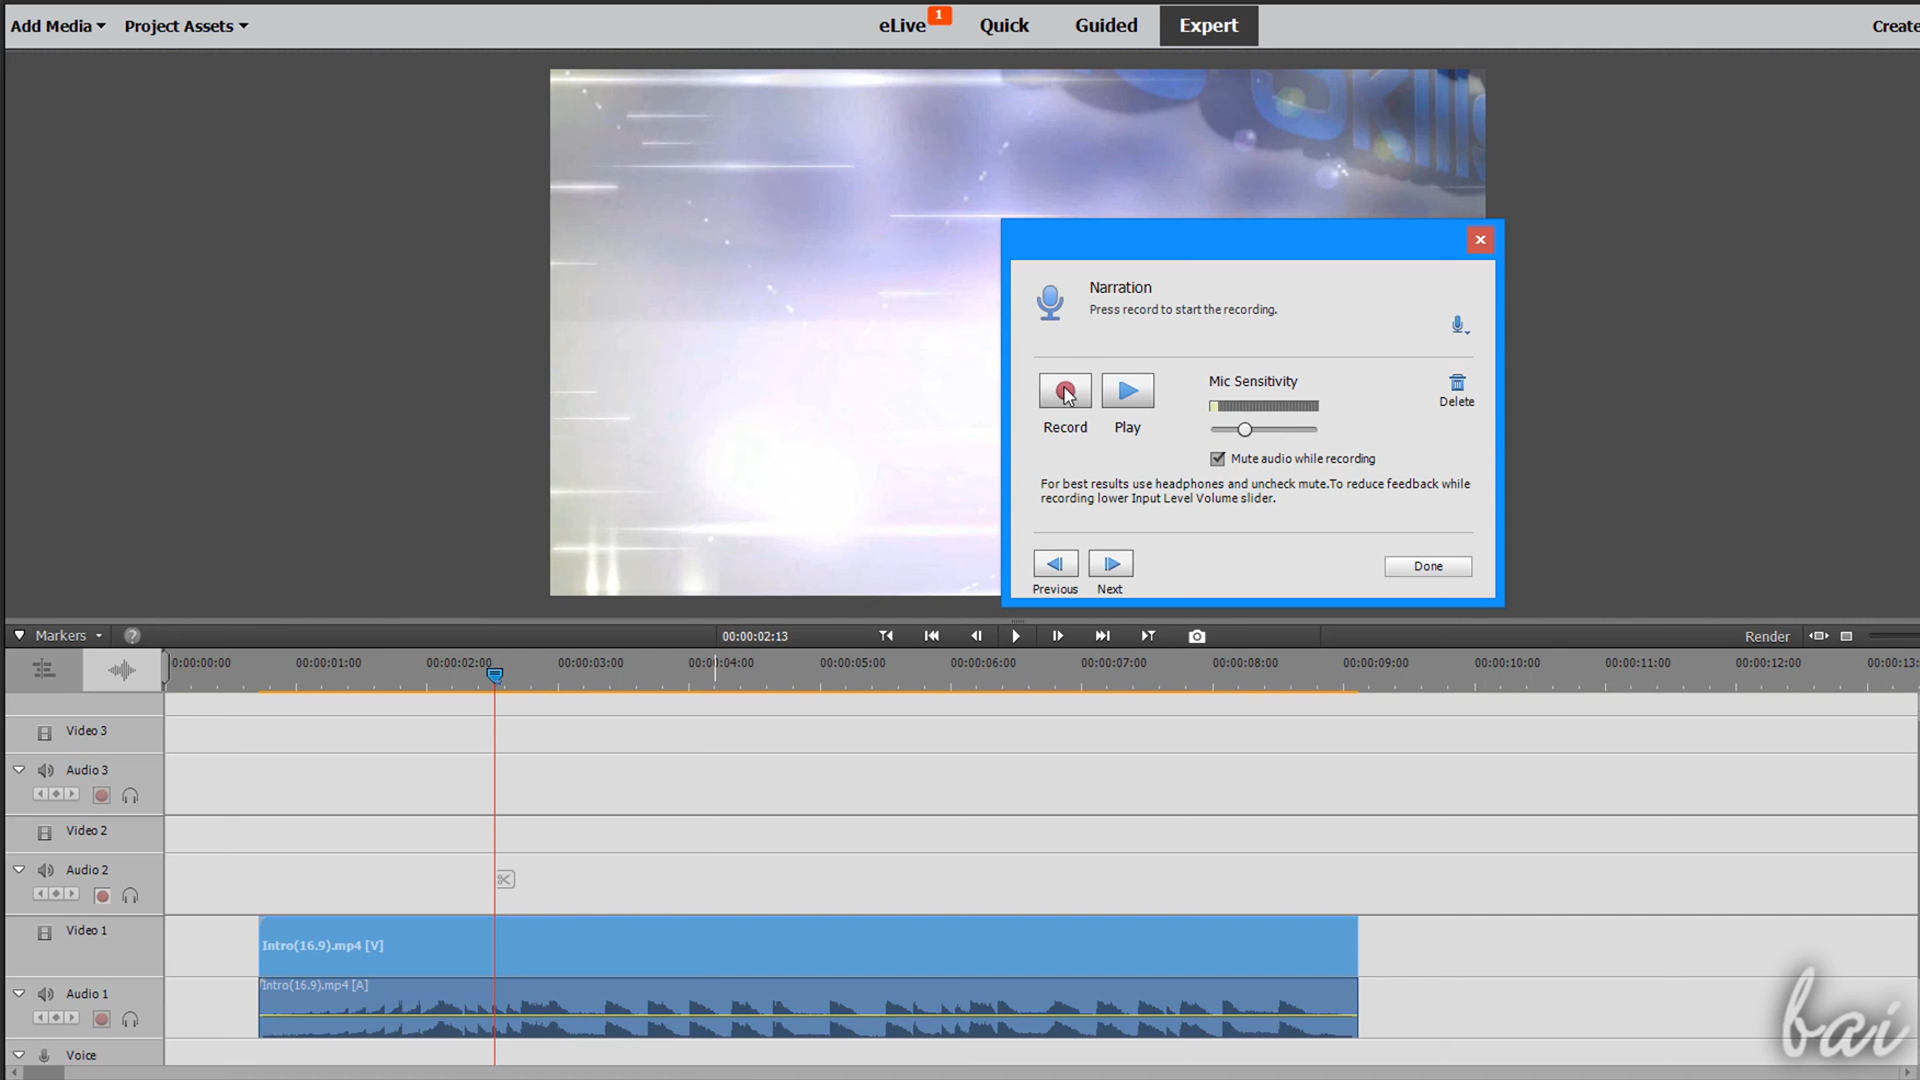 Add Media
Project Assets
eLive
1
Quick
Guided
Expert
Create
Skills
Narration
Press record to start the recording.
Record
Play
Mic Sensitivity
Delete
Mute audio while recording
For best results use headphones and uncheck mute.To reduce feedback while
recording lower Input Level Volume slider.
Previous
Next
Done
Markers
?
00:00:02:13
Render
0:00:00:00
00:00:01:00
00:00:02:00
00:00:03:00
00:00:04:00
00:00:05:00
00:00:06:00
00:00:07:00
00:00:08:00
00:00:09:00
00:00:10:00
00:00:11:00
00:00:12:00
00:00:13:
Video 3
Audio 3
Video 2
Audio 2
Video 1
Intro(16.9).mp4 [V]
Audio 1
Intro(16.9).mp4 [A]
Voice
bai